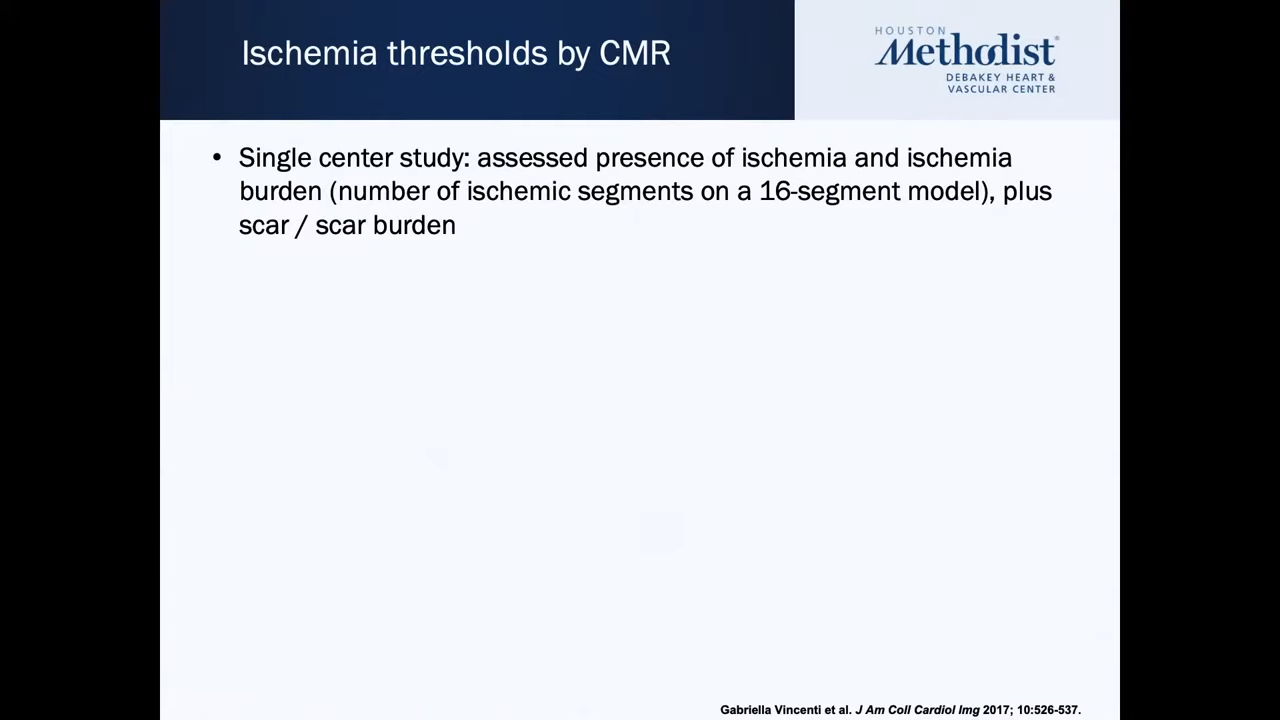 Ischemia thresholds by CMR
HOUSTON
Methodist®
DEBAKEY HEART &
VASCULAR CENTER
• Single center study: assessed presence of ischemia and ischemia
burden (number of ischemic segments on a 16-segment model), plus
scar / scar burden
Gabriella Vincenti et al. J Am Coll Cardiol Img 2017; 10:526-537.